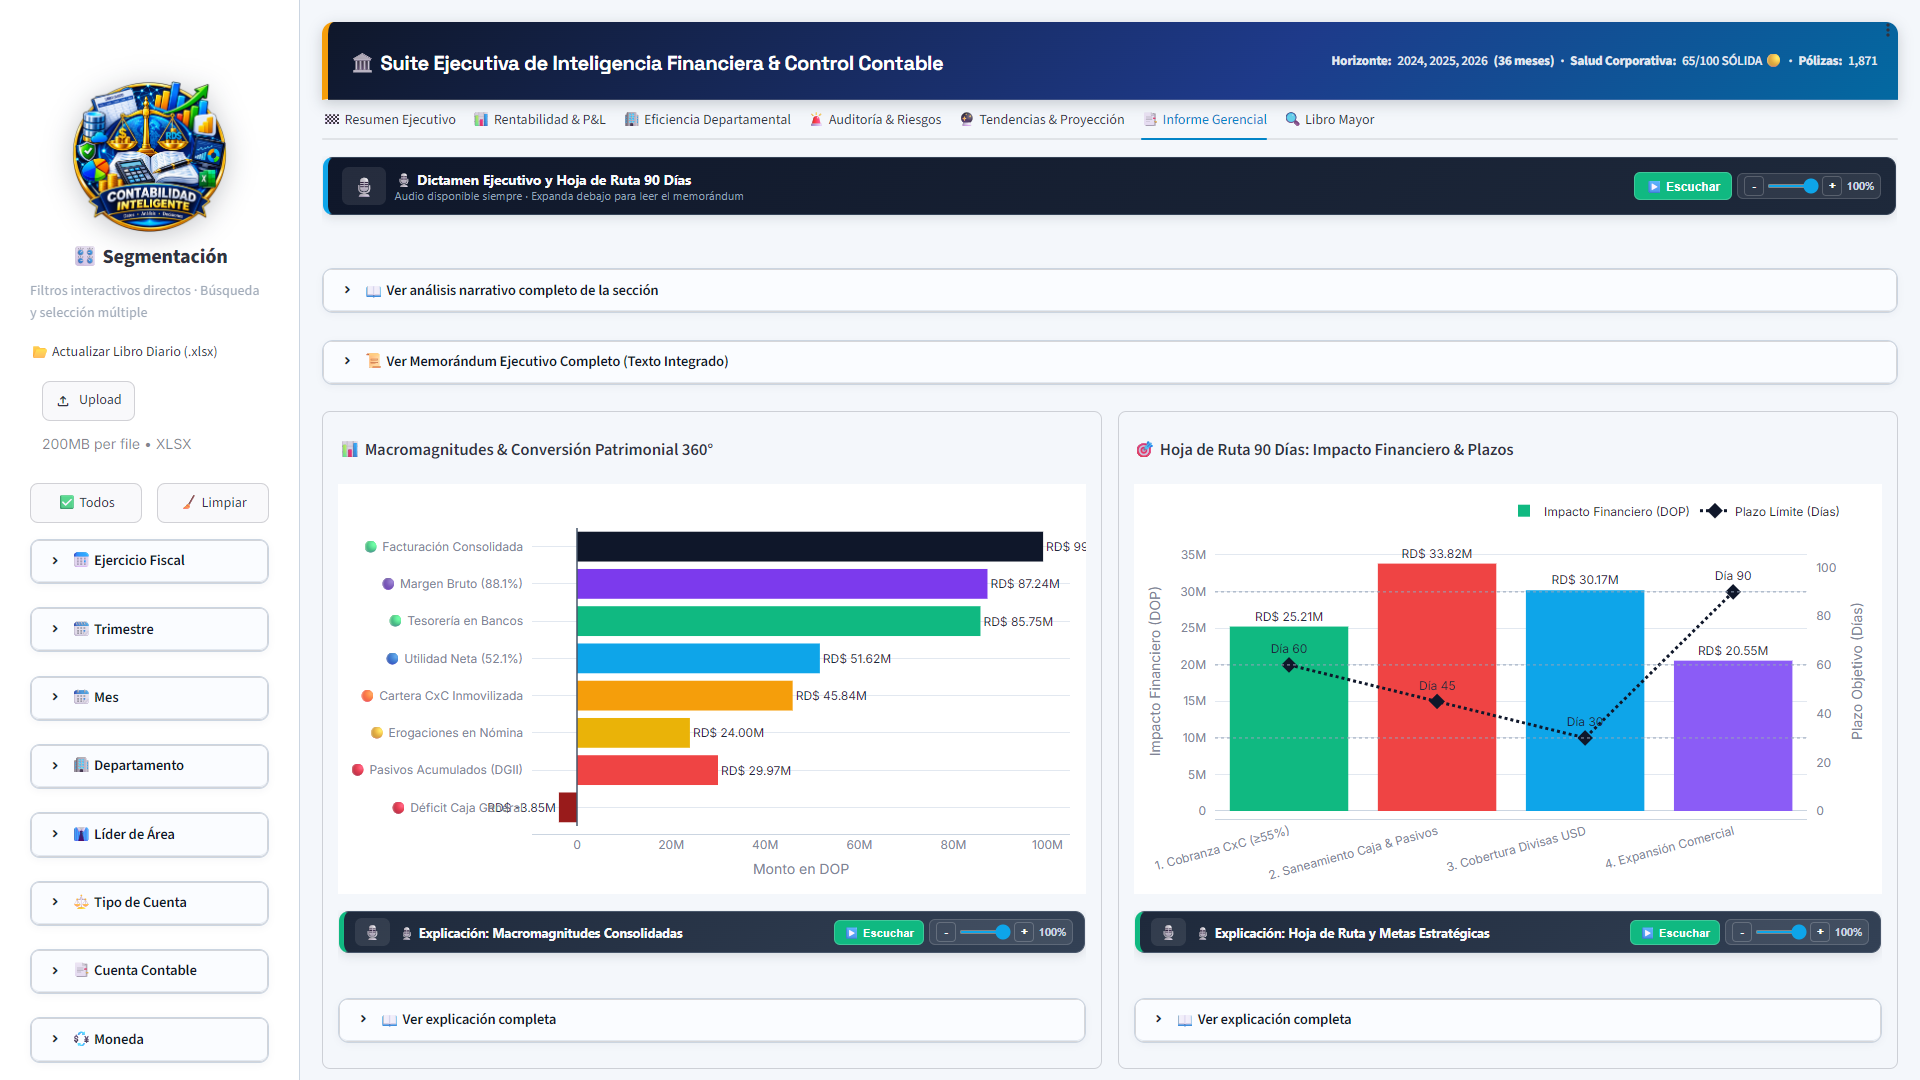 CONTABILIDAD
INTELIGENTE
Segmentación
Filtros interactivos directos · Búsqueda
y selección múltiple
Actualizar Libro Diario (.xlsx)
Upload
200MB per file • XLSX
Todos
Limpiar
Ejercicio Fiscal
Trimestre
Mes
Departamento
Líder de Área
Tipo de Cuenta
Cuenta Contable
Moneda
Suite Ejecutiva de Inteligencia Financiera & Control Contable
Horizonte: 2024, 2025, 2026 (36 meses) • Salud Corporativa: 65/100 SÓLIDA • Pólizas: 1,871
Resumen Ejecutivo
Rentabilidad & P&L
Eficiencia Departamental
Auditoría & Riesgos
Tendencias & Proyección
Informe Gerencial
Libro Mayor
Dictamen Ejecutivo y Hoja de Ruta 90 Días
Audio disponible siempre · Expanda debajo para leer el memorándum
Escuchar
- + 100%
Ver análisis narrativo completo de la sección
Ver Memorándum Ejecutivo Completo (Texto Integrado)
Macromagnitudes & Conversión Patrimonial 360°
Facturación Consolidada
RD$ 99
Margen Bruto (88.1%)
RD$ 87.24M
Tesorería en Bancos
RD$ 85.75M
Utilidad Neta (52.1%)
RD$ 51.62M
Cartera CxC Inmovilizada
RD$ 45.84M
Erogaciones en Nómina
RD$ 24.00M
Pasivos Acumulados (DGII)
RD$ 29.97M
Déficit Caja
RD$ -3.85M
0 20M 40M 60M 80M 100M
Monto en DOP
Explicación: Macromagnitudes Consolidadas
Escuchar
- + 100%
Ver explicación completa
Hoja de Ruta 90 Días: Impacto Financiero & Plazos
Impacto Financiero (DOP)
Plazo Límite (Días)
Impacto Financiero (DOP)
35M
30M
25M
20M
15M
10M
5M
0
RD$ 25.21M
RD$ 33.82M
RD$ 30.17M
RD$ 20.55M
Día 60
Día 45
Día 30
Día 90
100
80
60
40
20
0
Plazo Objetivo (Días)
1. Cobranza CxC (≥55%)
2. Saneamiento Caja & Pasivos
3. Cobertura Divisas USD
4. Expansión Comercial
Explicación: Hoja de Ruta y Metas Estratégicas
Escuchar
- + 100%
Ver explicación completa